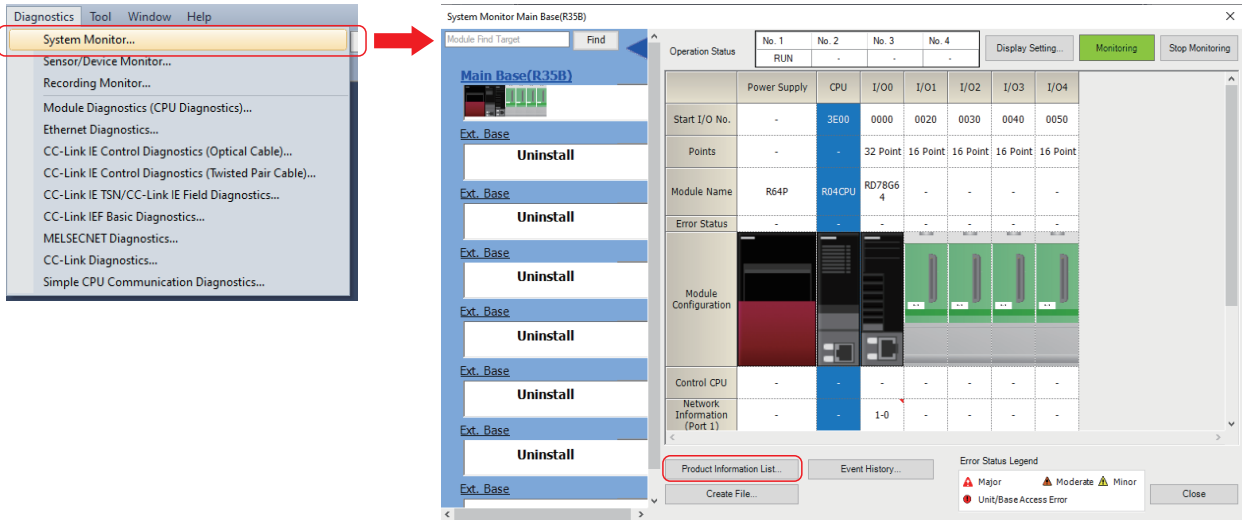 Diagnostics Tool Window Help
System Monitor...
Sensor/Device Monitor...
Recording Monitor...
Module Diagnostics (CPU Diagnostics)...
Ethernet Diagnostics...
CC-Link IE Control Diagnostics (Optical Cable)...
CC-Link IE Control Diagnostics (Twisted Pair Cable)...
CC-Link IE TSN/CC-Link IE Field Diagnostics...
CC-Link IEF Basic Diagnostics...
MELSECNET Diagnostics...
CC-Link Diagnostics...
Simple CPU Communication Diagnostics...
System Monitor Main Base(R35B)
Module Find Target Find
Main Base(R35B)
Ext. Base
Uninstall
Ext. Base
Uninstall
Ext. Base
Uninstall
Ext. Base
Uninstall
Ext. Base
Uninstall
Ext. Base
Uninstall
Ext. Base
Operation Status
No. 1 No. 2 No. 3 No. 4
RUN - - -
Display Setting... Monitoring Stop Monitoring
Power Supply CPU I/O0 I/O1 I/O2 I/O3 I/O4
Start I/O No. - 3E00 0000 0020 0030 0040 0050
Points - - 32 Point 16 Point 16 Point 16 Point 16 Point
Module Name R64P R04CPU RD78G6
4 - - - -
Error Status - - - - - - -
Module
Configuration
Control CPU - - - - - - -
Network
Information
(Port 1) - - 1-0 - - - -
Product Information List... Event History...
Create File...
Error Status Legend
Major Moderate Minor
Unit/Base Access Error
Close